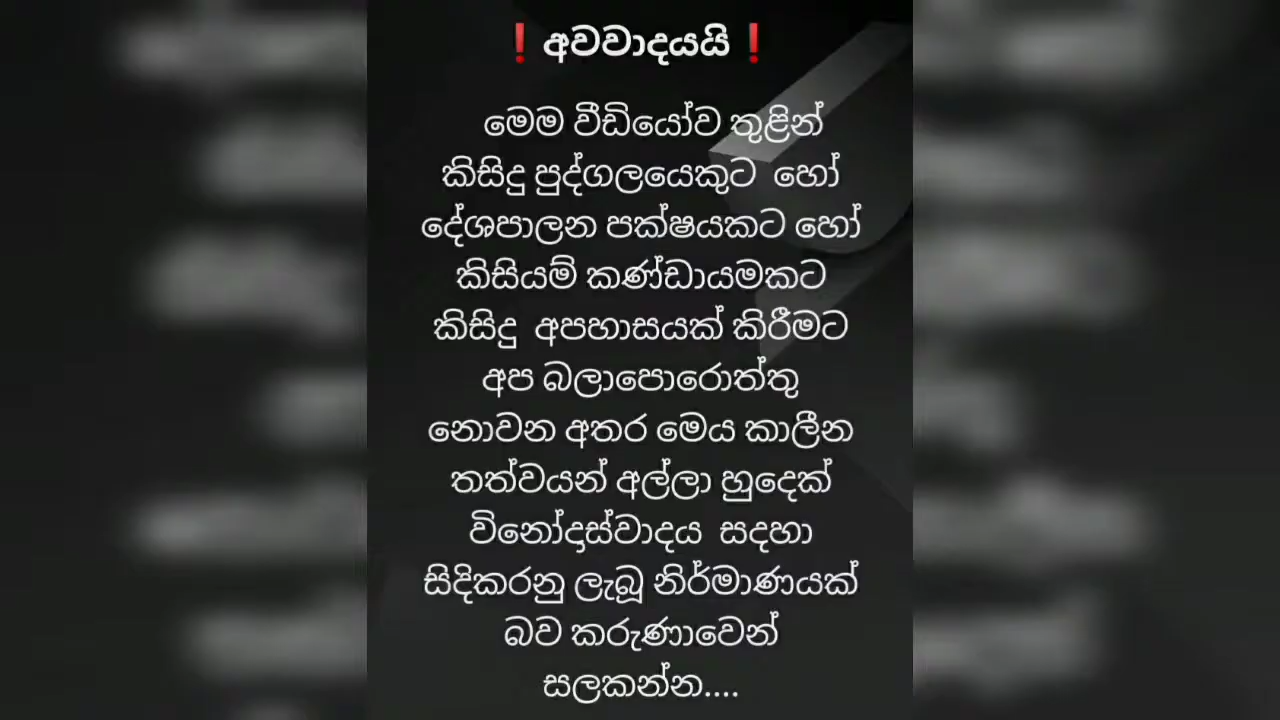 ❗අවවාදයයි❗
මෙම වීඩියෝව තුළින්
කිසිදු පුද්ගලයෙකුට හෝ
දේශපාලන පක්ෂයකට හෝ
කිසියම් කණ්ඩායමකට
කිසිදු අපහාසයක් කිරීමට
අප බලාපොරොත්තු
නොවන අතර මෙය කාලීන
තත්වයන් අල්ලා හුදෙක්
විනෝදාස්වාදය සදහා
සිදිකරනු ලැබූ නිර්මාණයක්
බව කරුණාවෙන්
සලකන්න....